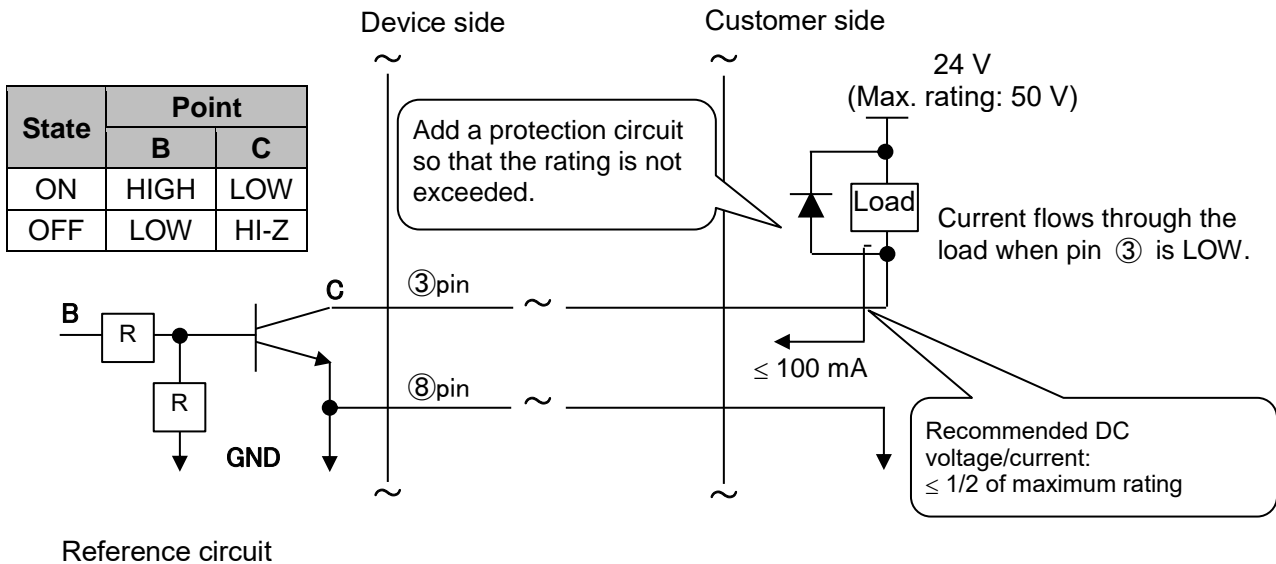 Device side
Customer side
24 V
(Max. rating: 50 V)
State
Point
B
C
ON
HIGH
LOW
OFF
LOW
HI-Z
Add a protection circuit
so that the rating is not
exceeded.
Load
Current flows through the
load when pin ③ is LOW.
C
③pin
B
R
≤ 100 mA
⑧pin
R
GND
Recommended DC
voltage/current:
≤ 1/2 of maximum rating
Reference circuit